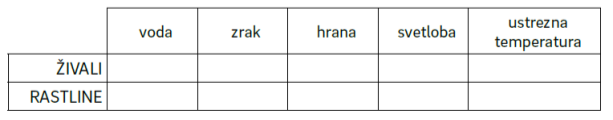 voda zrak hrana svetloba ustrezna
temperatura
ŽIVALI
RASTLINE